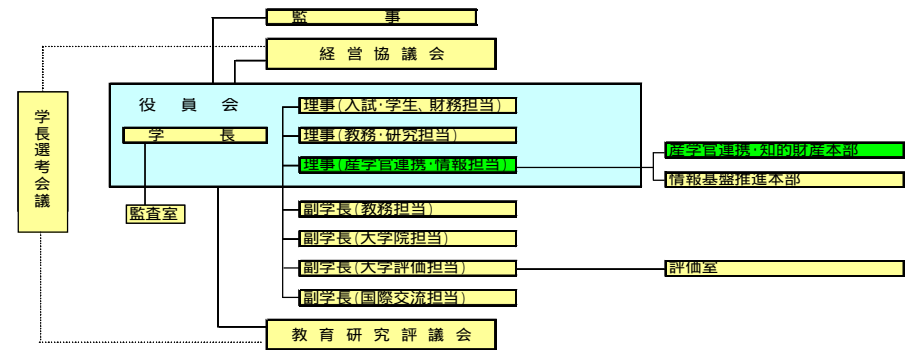 監事
経営協議会
学長選考会議
役員会
学長
理事(入試・学生、財務担当)
理事(教務・研究担当)
理事(産学官連携・情報担当)
産学官連携・知的財産本部
情報基盤推進本部
監査室
副学長(教務担当)
副学長(大学院担当)
副学長(大学評価担当)
評価室
副学長(国際交流担当)
教育研究評議会